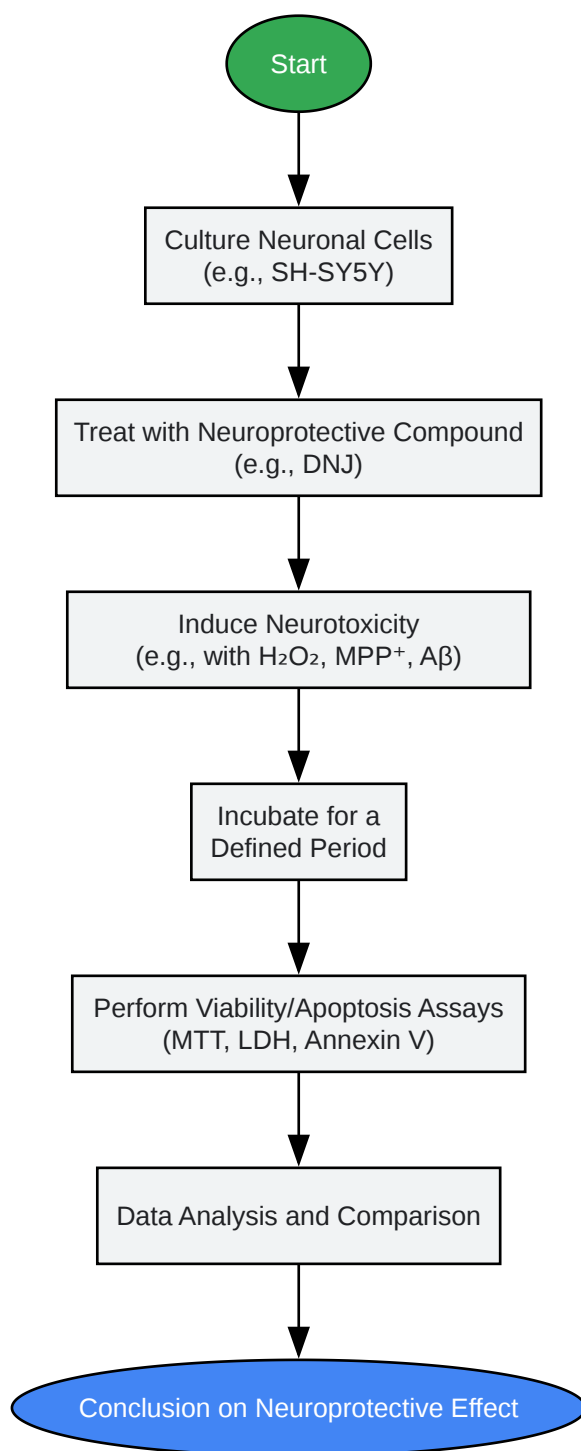 Start
Culture Neuronal Cells
(e.g., SH-SY5Y)
Treat with Neuroprotective Compound
(e.g., DNJ)
Induce Neurotoxicity
(e.g., with H₂O₂, MPP⁺, Aβ)
Incubate for a
Defined Period
Perform Viability/Apoptosis Assays
(MTT, LDH, Annexin V)
Data Analysis and Comparison
Conclusion on Neuroprotective Effect